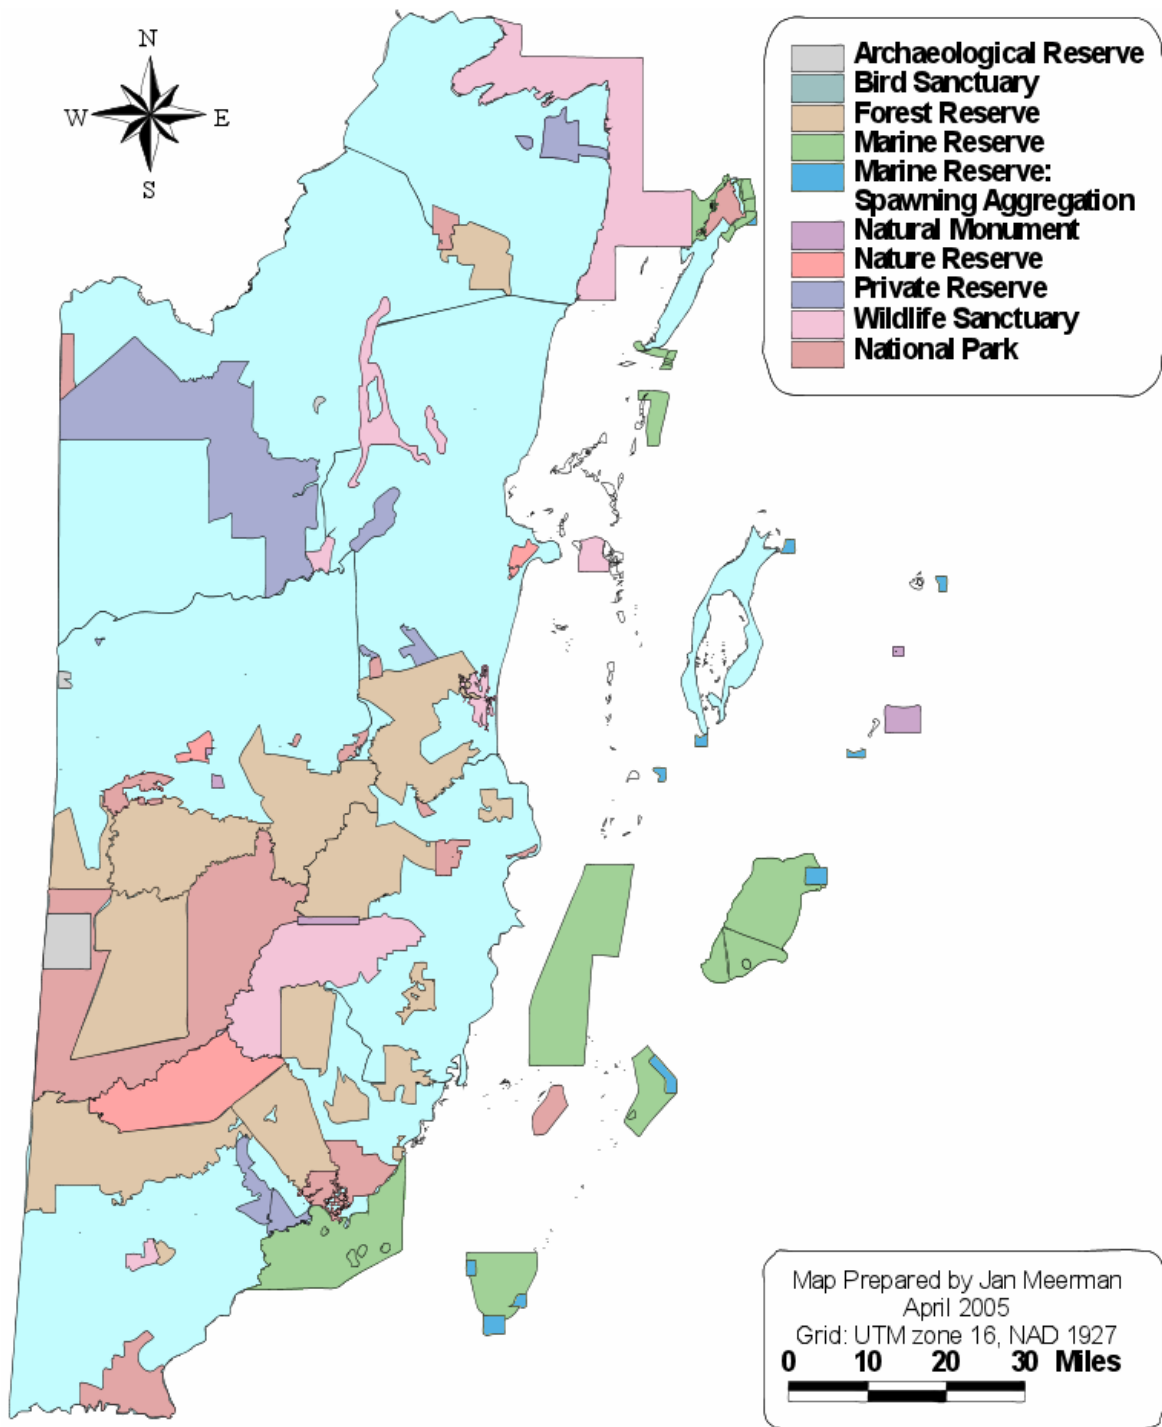 N
W
E
S
Archaeological Reserve
Bird Sanctuary
Forest Reserve
Marine Reserve
Marine Reserve:
Spawning Aggregation
Natural Monument
Nature Reserve
Private Reserve
Wildlife Sanctuary
National Park
Map Prepared by Jan Meerman
April 2005
Grid: UTM zone 16, NAD 1927
0 10 20 30 Miles